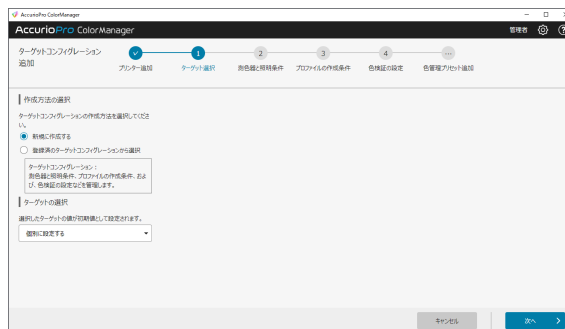 AccurioPro ColorManager
AccurioPro ColorManager
管理者
ターゲットコンフィグレーション
追加
1
2
3
4
プリンター追加
ターゲット選択
測色器と照明条件
プロファイルの作成条件
色検証の設定
色管理プリセット追加
作成方法の選択
ターゲットコンフィグレーションの作成方法を選択してくださ
い。
新規に作成する
登録済のターゲットコンフィグレーションから選択
ターゲットコンフィグレーション：
測色器と照明条件、プロファイルの作成条件、およ
び、色検証の設定などを管理します。
ターゲットの選択
選択したターゲットの値が初期値として設定されます。
個別に設定する
キャンセル
次へ